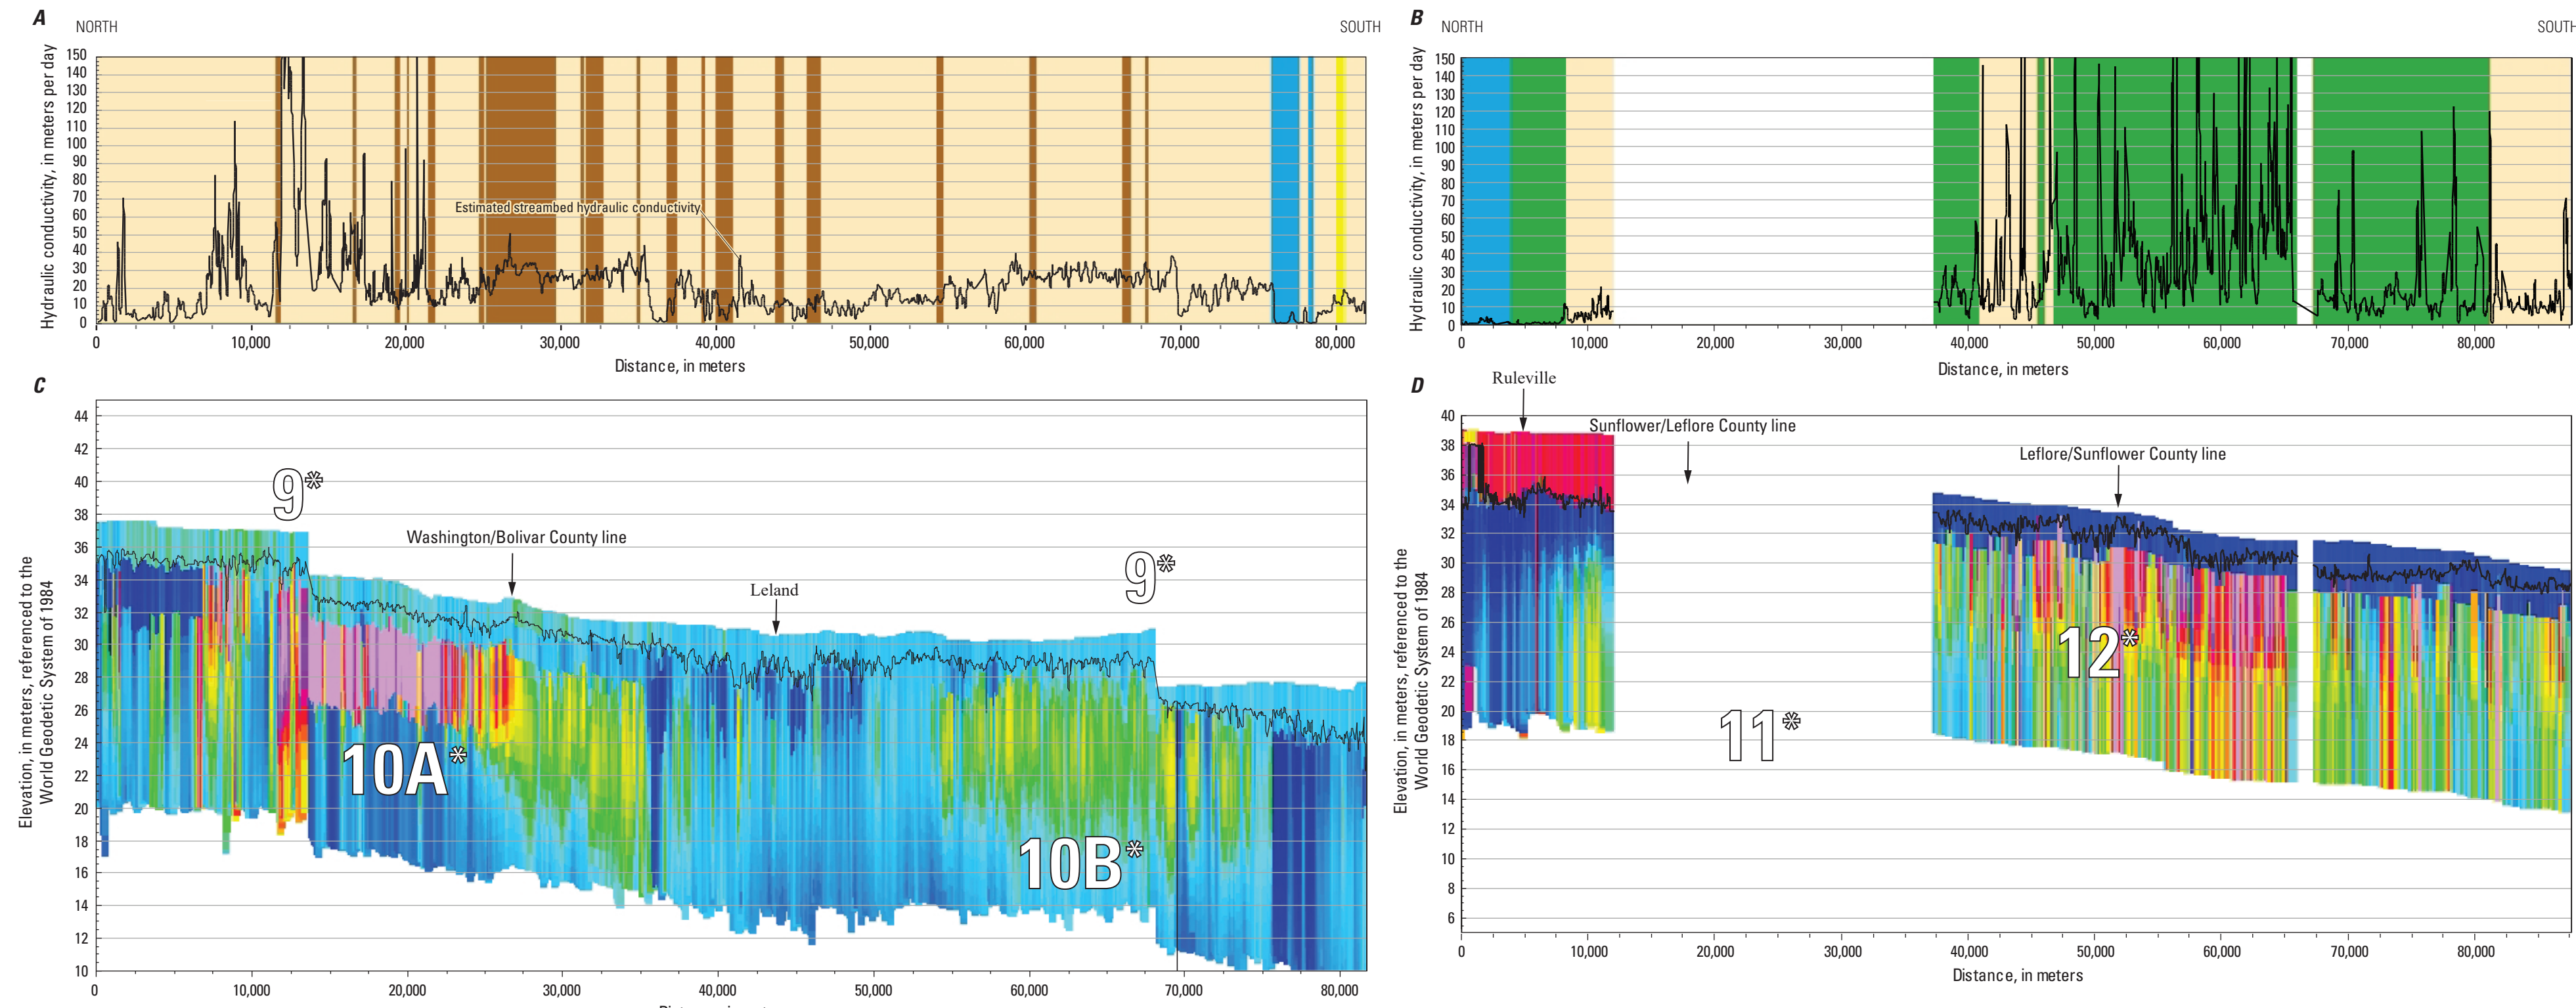 A
NORTH
SOUTH
Hydraulic conductivity, in meters per day
150
140
130
120
110
100
90
80
70
60
50
40
30
20
10
0
Estimated streambed hydraulic conductivity
0 10,000 20,000 30,000 40,000 50,000 60,000 70,000 80,000
Distance, in meters
B
NORTH
SOUTH
Hydraulic conductivity, in meters per day
150
140
130
120
110
100
90
80
70
60
50
40
30
20
10
0
0 10,000 20,000 30,000 40,000 50,000 60,000 70,000 80,000
Distance, in meters
C
Elevation, in meters, referenced to the
World Geodetic System of 1984
44
42
40
38
36
34
32
30
28
26
24
22
20
18
16
14
12
10
9*
Washington/Bolivar County line
Leland
9*
10A*
10B*
0 10,000 20,000 30,000 40,000 50,000 60,000 70,000 80,000
D
Ruleville
Sunflower/Leflore County line
Leflore/Sunflower County line
Elevation, in meters, referenced to the
World Geodetic System of 1984
40
38
36
34
32
30
28
26
24
22
20
18
16
14
12
10
8
6
11*
12*
0 10,000 20,000 30,000 40,000 50,000 60,000 70,000 80,000
Distance, in meters